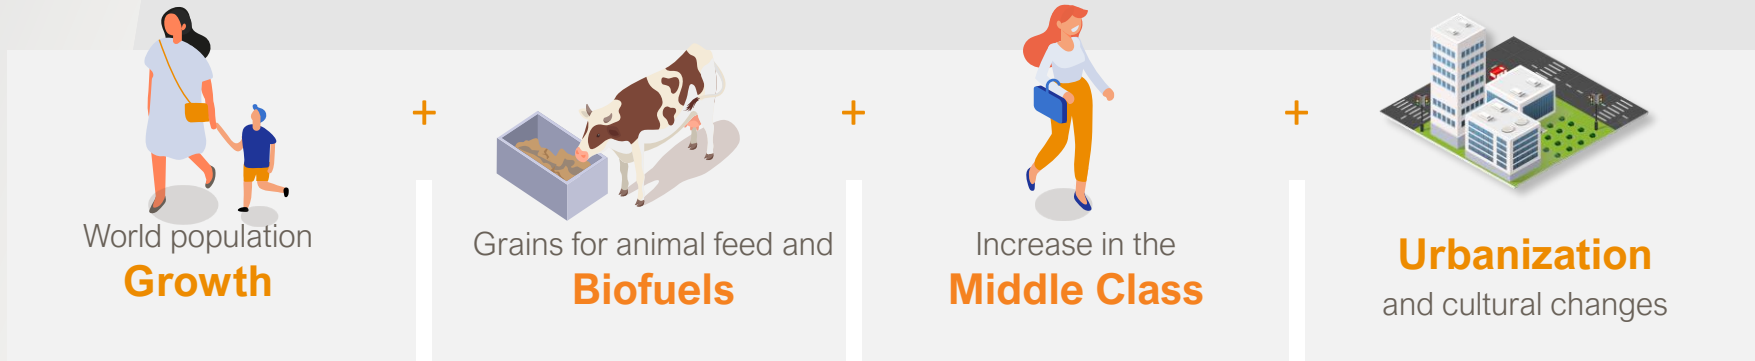 World population
Growth
+
Grains for animal feed and
Biofuels
+
Increase in the
Middle Class
+
Urbanization
and cultural changes